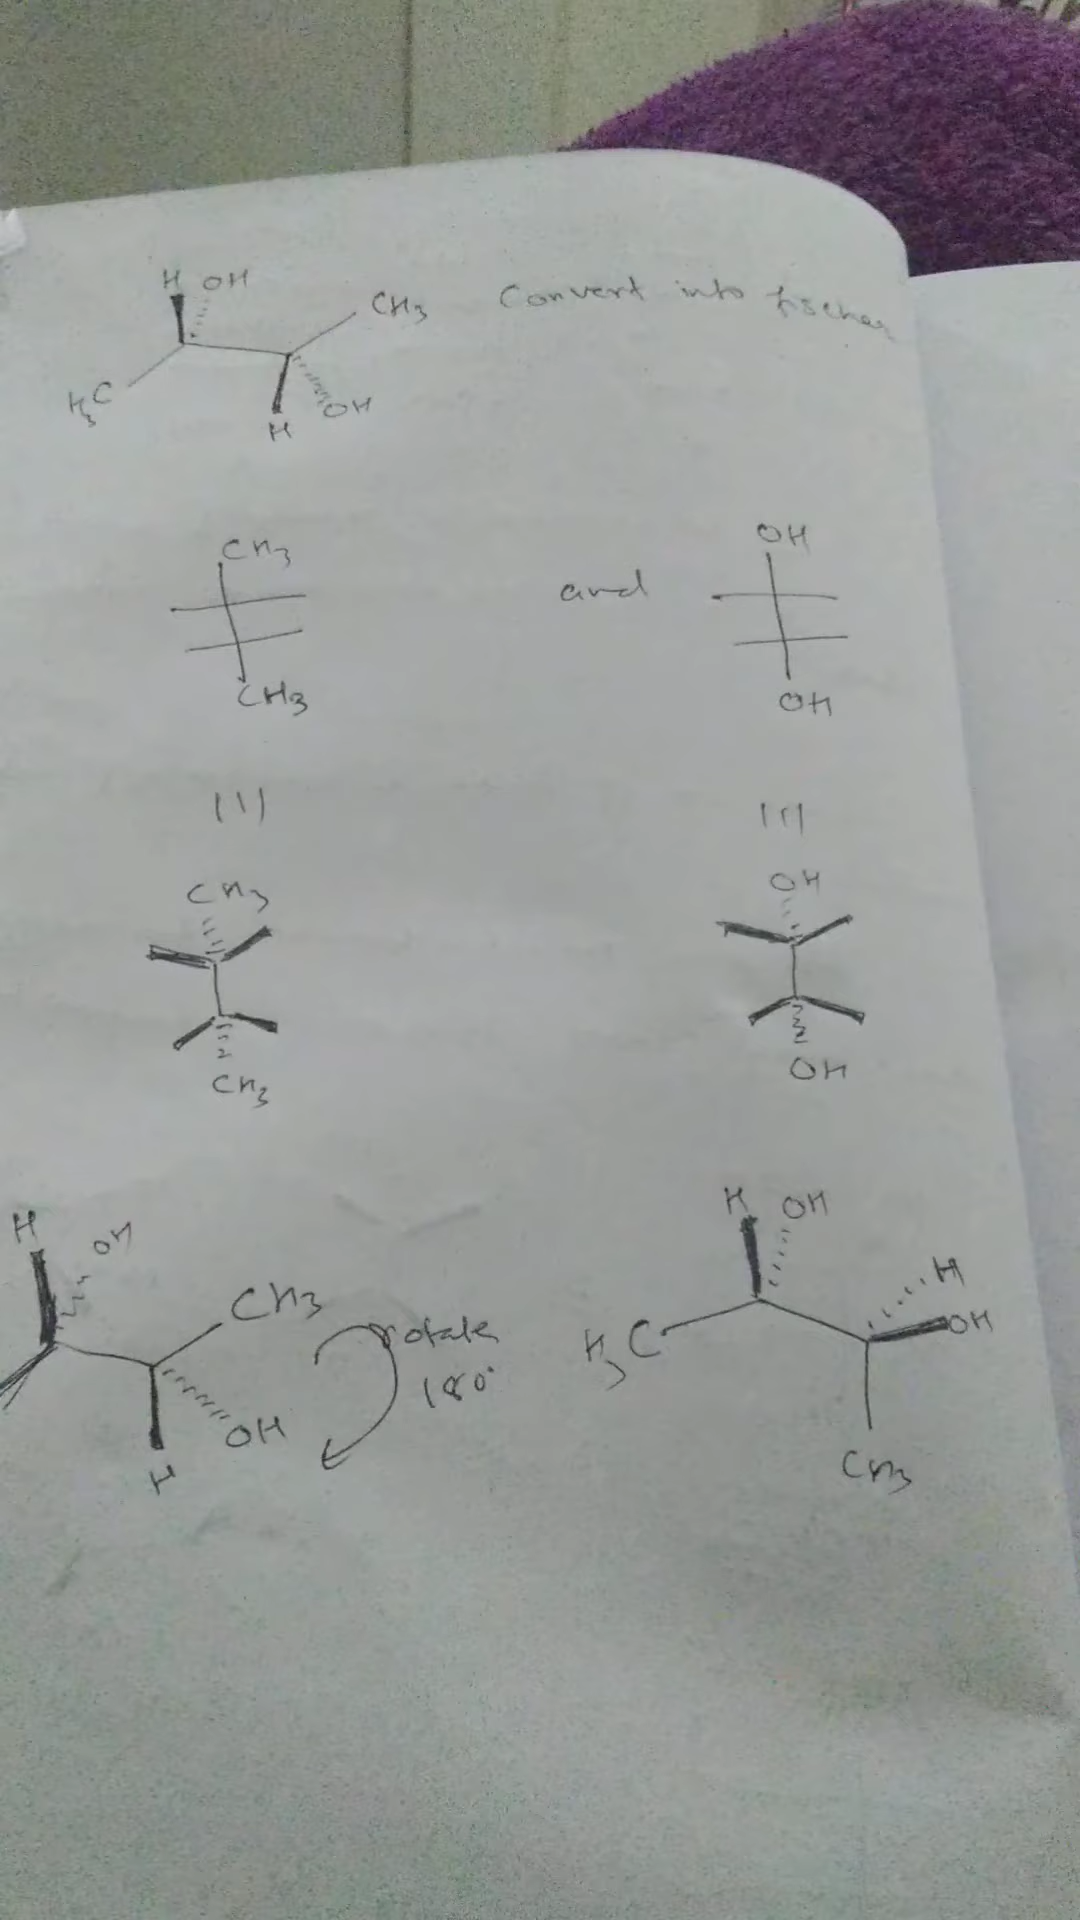 H OH
CH3 Convert into fischer
H3C
H OH
CH3 OH
and
CH3 OH
CH3 OH
CH3 OH
H OH H OH
CH3 H
rotate OH
H3C
180°
OH
H CH3